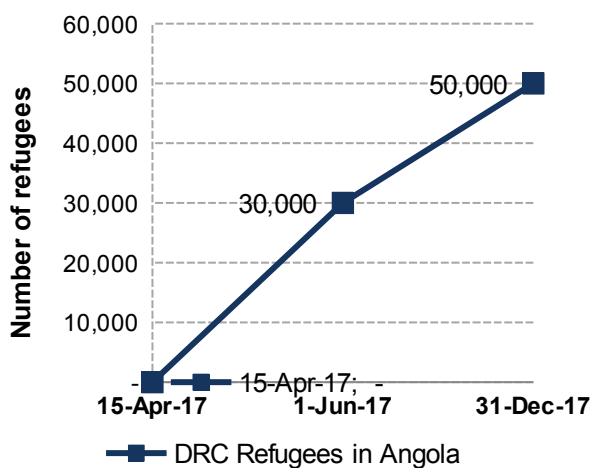 Number of refugees
60,000
50,000
40,000
30,000
20,000
10,000
-
50,000
30,000
15-Apr-17; -
15-Apr-17 1-Jun-17 31-Dec-17
DRC Refugees in Angola